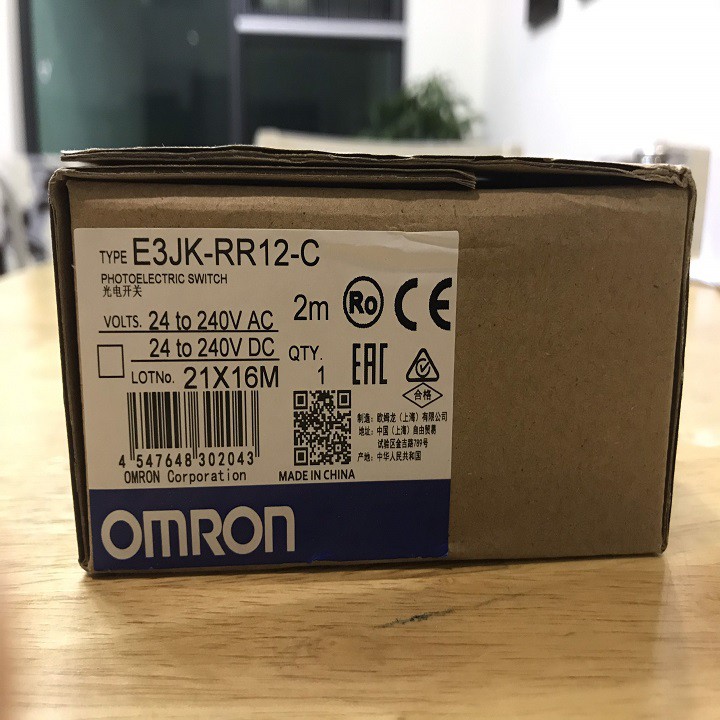 TYPE E3JK-RR12-C
PHOTOELECTRIC SWITCH
光电开关
2m
Ro CE
VOLTS. 24 to 240V AC
24 to 240V DC
QTY.
1
LOTNo. 21X16M
EAC
合格
制造: 欧姆龙（上海）有限公司
地址: 中国（上海）自由贸易
试验区金吉路789号
产地: 中华人民共和国
4 547648 302043
OMRON Corporation
MADE IN CHINA
OMRON